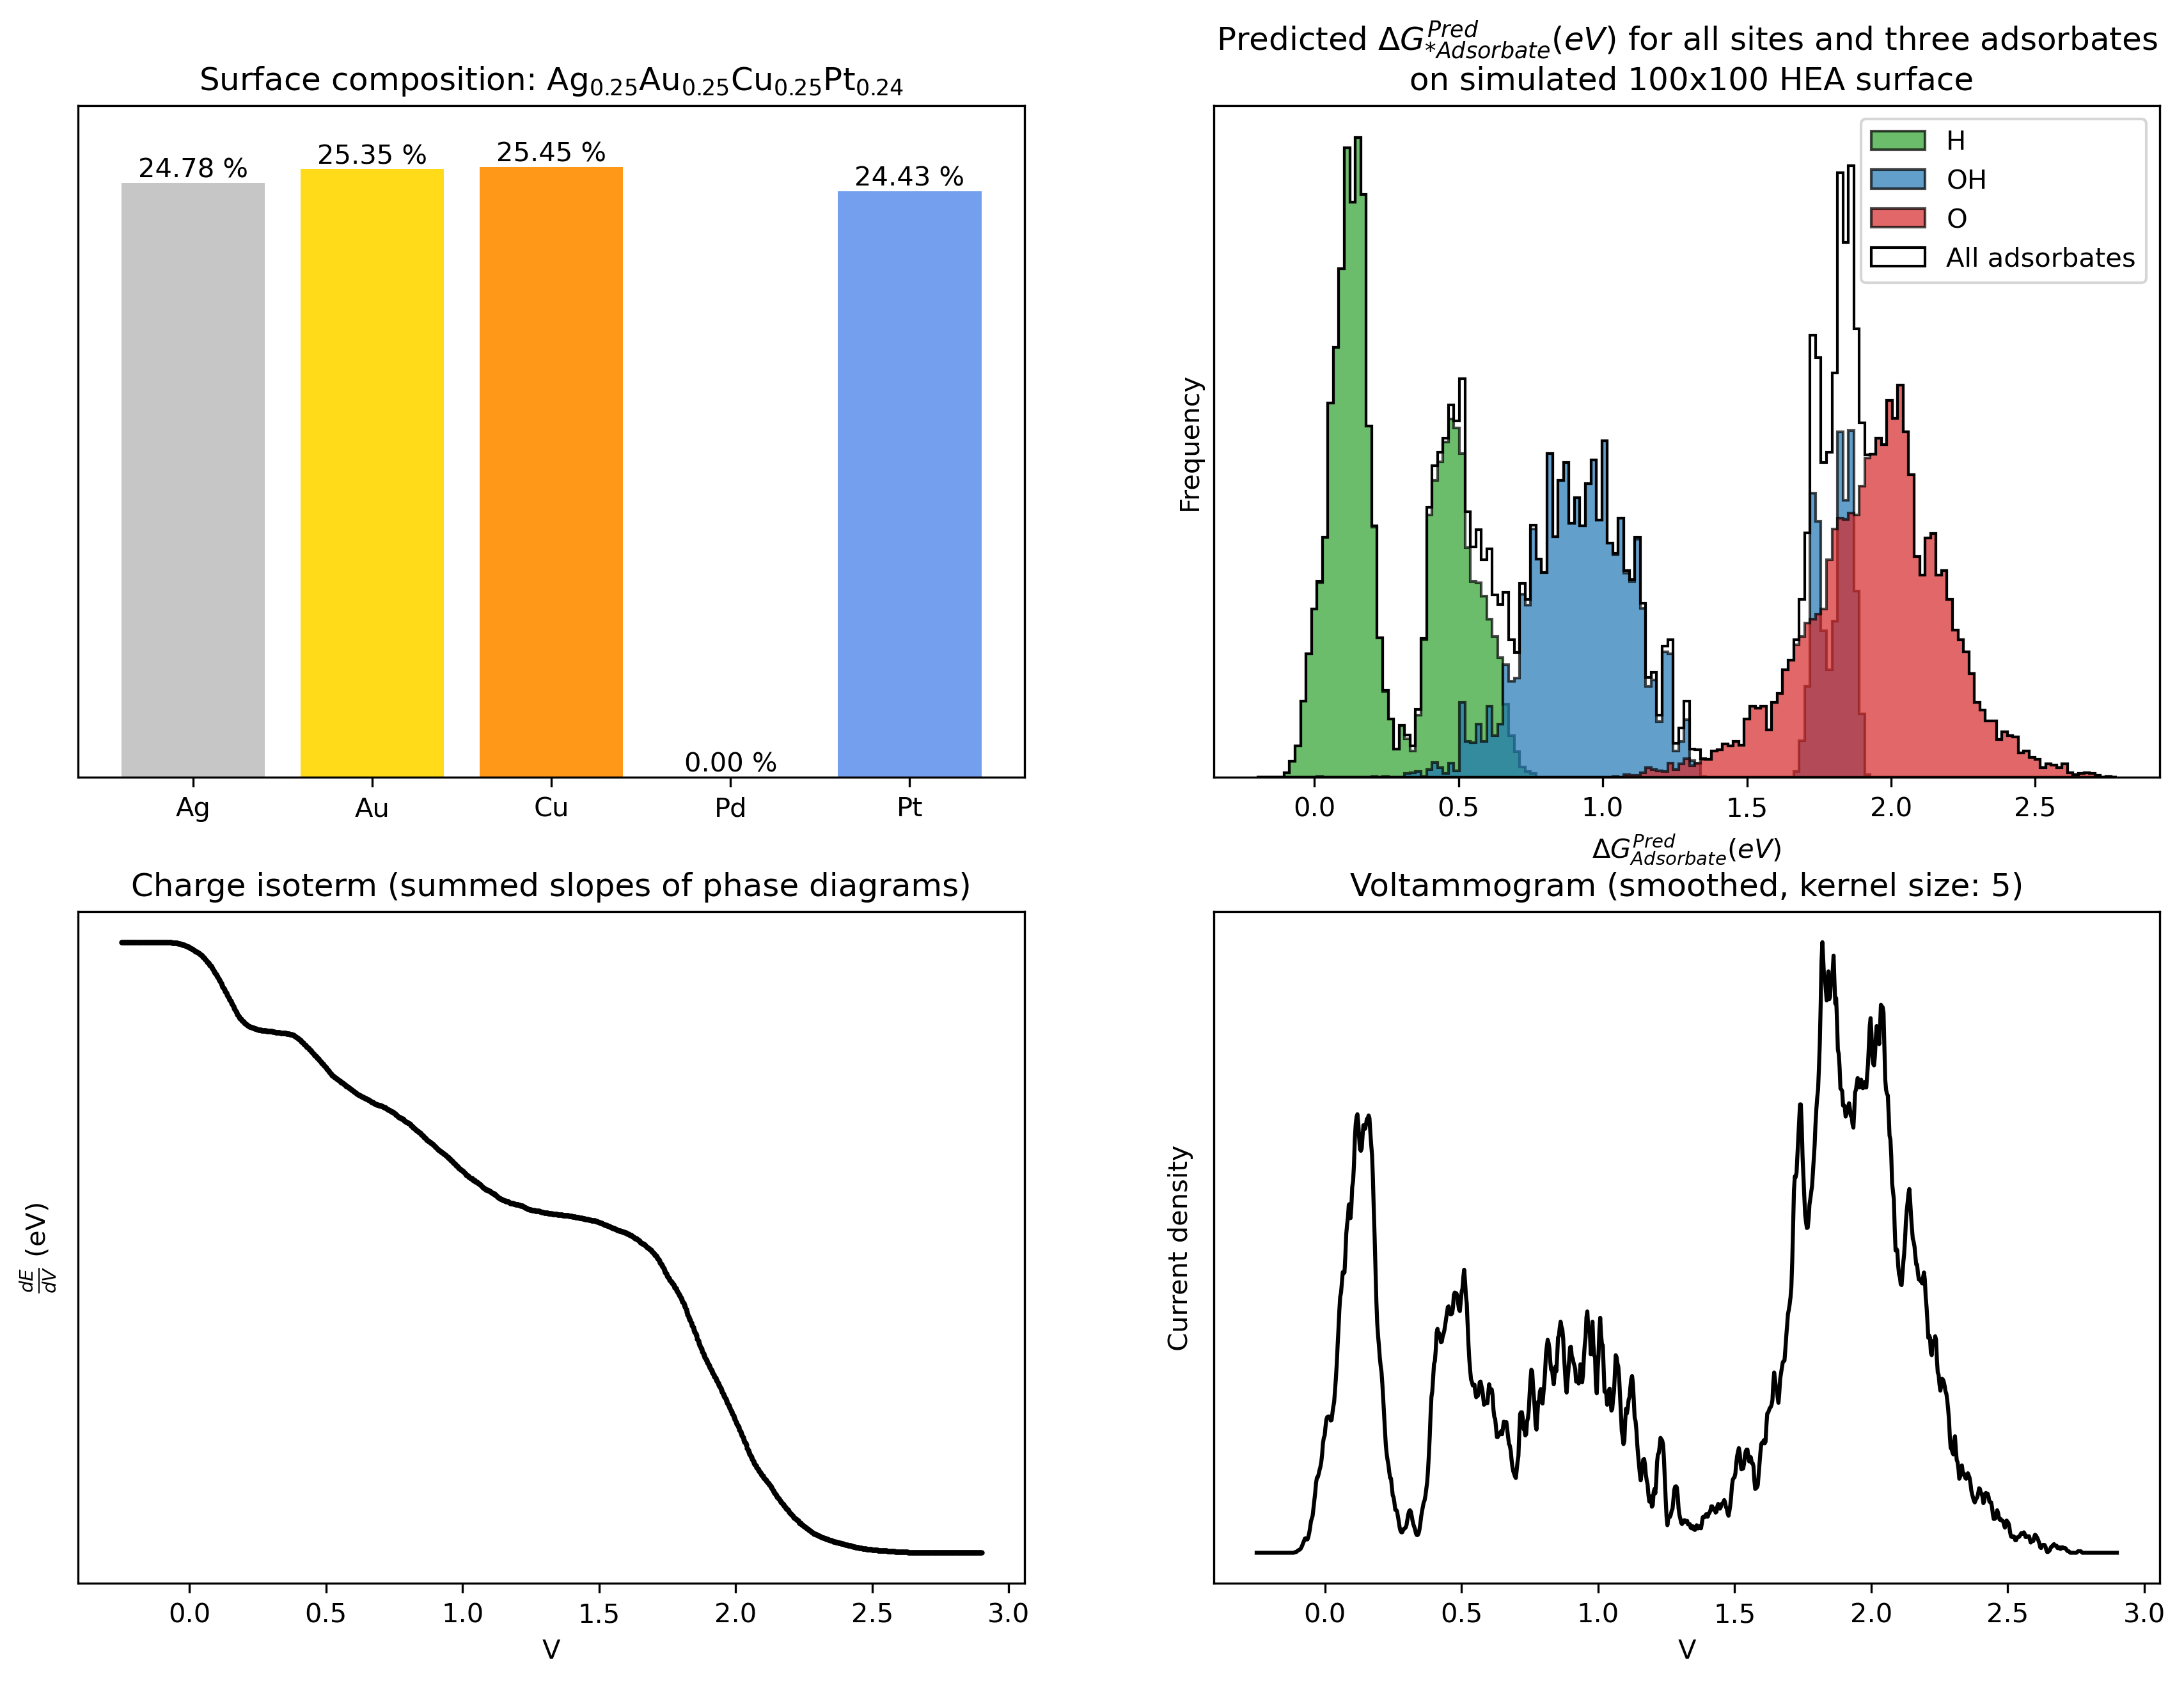 Surface composition: Ag0.25Au0.25Cu0.25Pt0.24
24.78 %
25.35 %
25.45 %
0.00 %
24.43 %
Ag
Au
Cu
Pd
Pt
Predicted ΔG^{Pred}_{*Adsorbate}(eV) for all sites and three adsorbates
on simulated 100x100 HEA surface
H
OH
O
All adsorbates
Frequency
0.0
0.5
1.0
1.5
2.0
2.5
ΔG^{Pred}_{Adsorbate}(eV)
Charge isoterm (summed slopes of phase diagrams)
dE/dV (eV)
0.0
0.5
1.0
1.5
2.0
2.5
3.0
V
Voltammogram (smoothed, kernel size: 5)
Current density
0.0
0.5
1.0
1.5
2.0
2.5
3.0
V